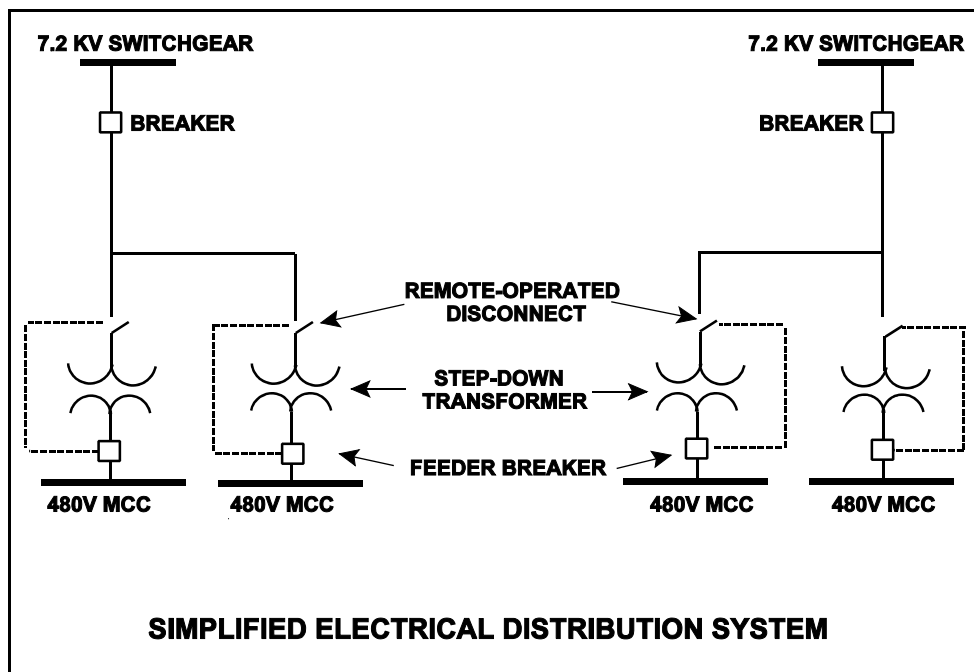 7.2 KV SWITCHGEAR
7.2 KV SWITCHGEAR
BREAKER
BREAKER
REMOTE-OPERATED
DISCONNECT
STEP-DOWN
TRANSFORMER
FEEDER BREAKER
480V MCC
480V MCC
480V MCC
480V MCC
SIMPLIFIED ELECTRICAL DISTRIBUTION SYSTEM